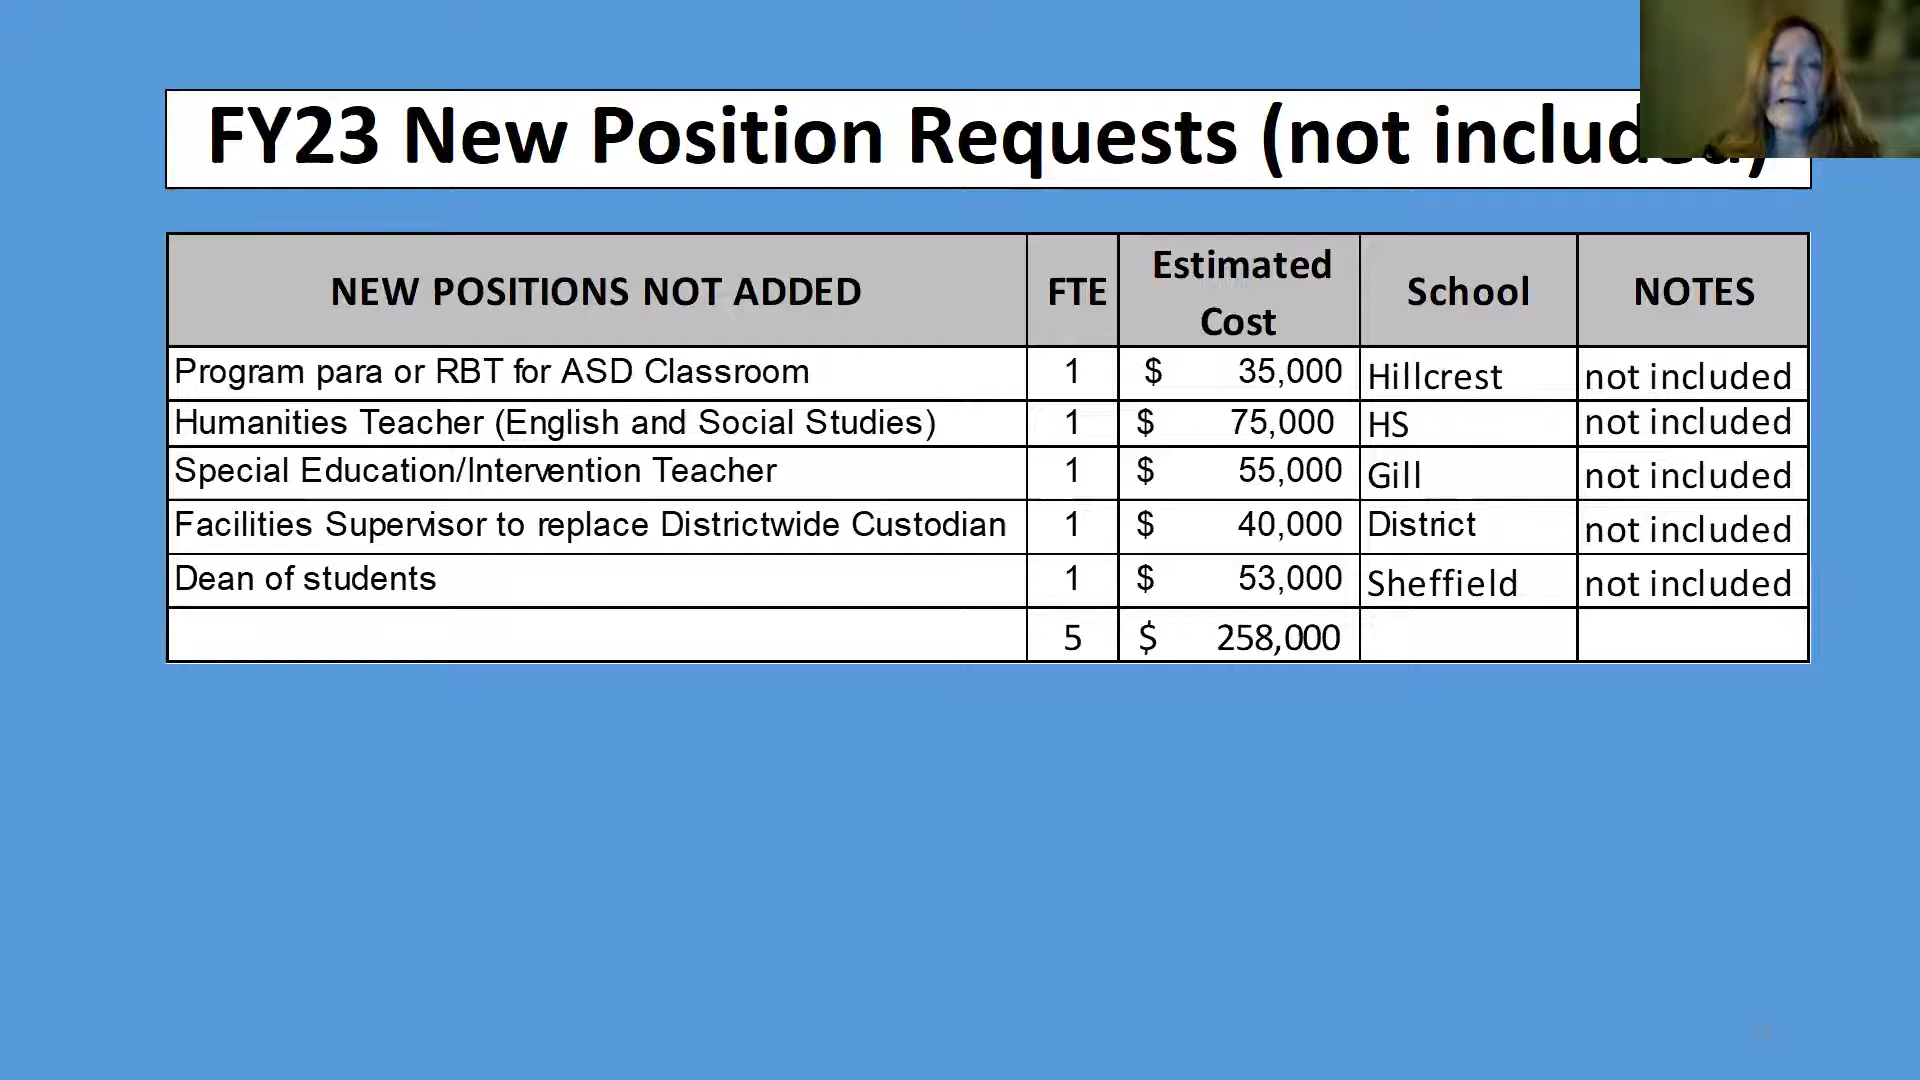 FY23 New Position Requests (not included)
NEW POSITIONS NOT ADDED FTE Estimated Cost School NOTES
Program para or RBT for ASD Classroom 1 $ 35,000 Hillcrest not included
Humanities Teacher (English and Social Studies) 1 $ 75,000 HS not included
Special Education/Intervention Teacher 1 $ 55,000 Gill not included
Facilities Supervisor to replace Districtwide Custodian 1 $ 40,000 District not included
Dean of students 1 $ 53,000 Sheffield not included
5 $ 258,000